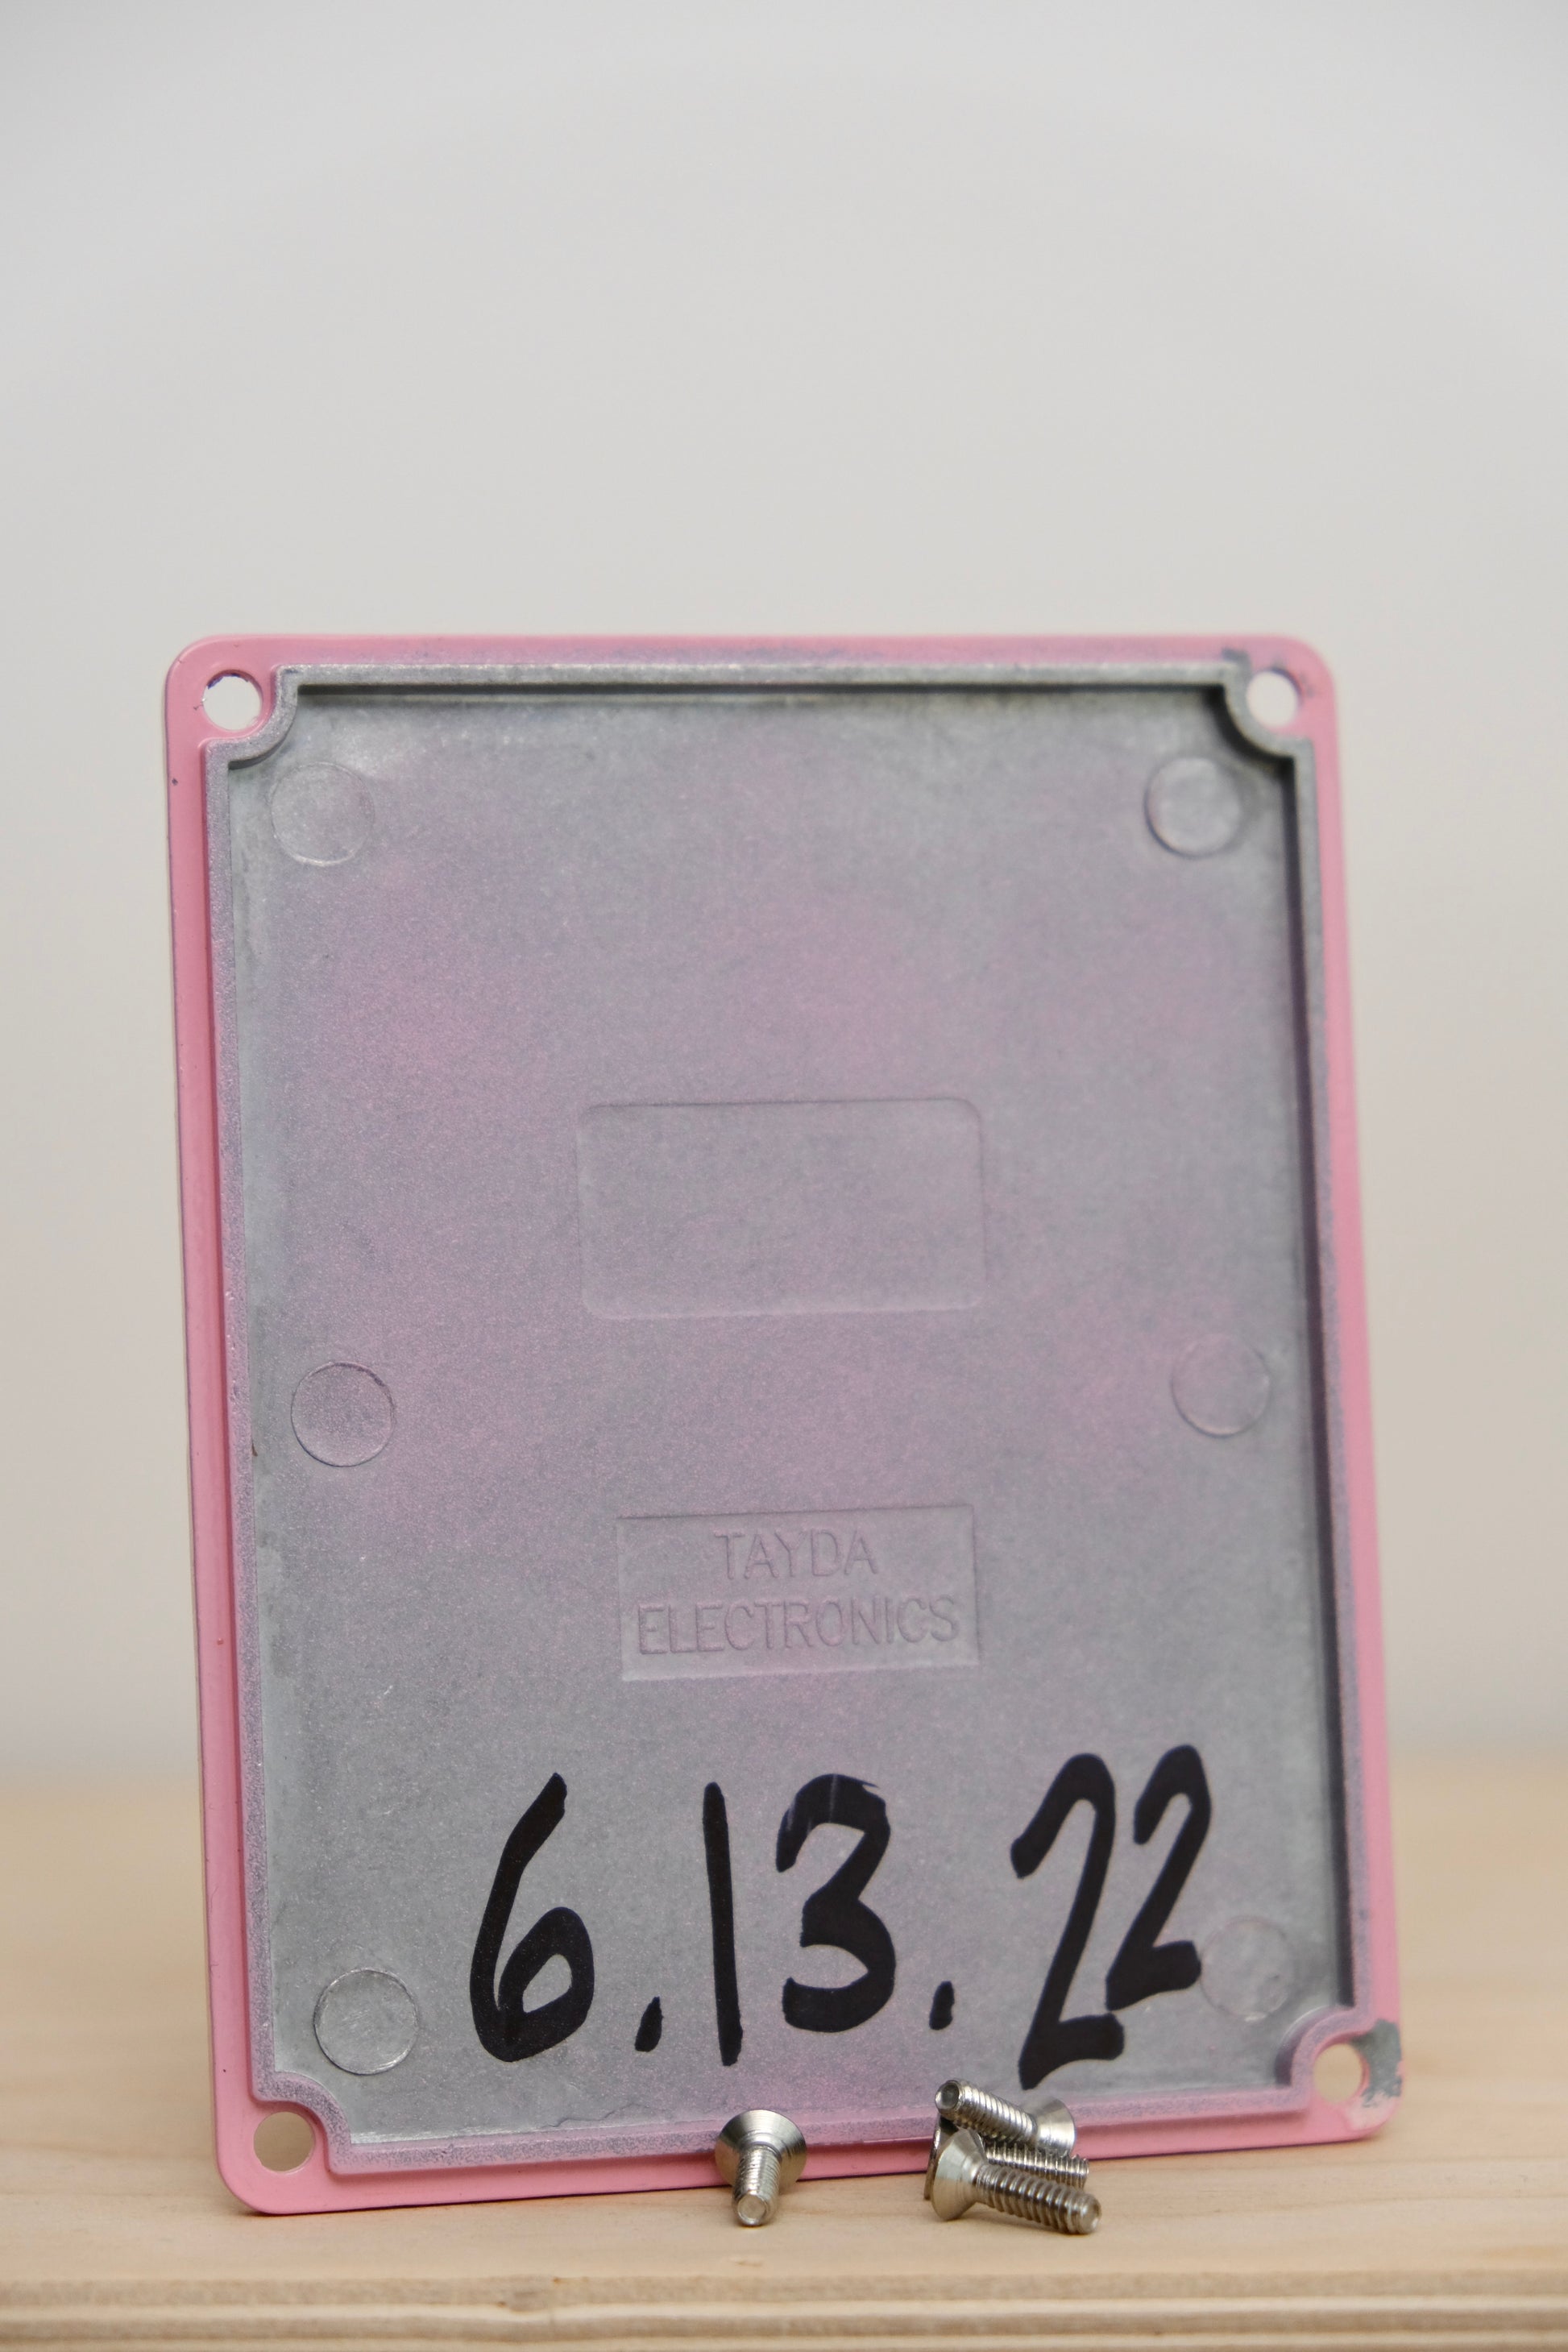 TAYDA
ELECTRONICS
6.13.22